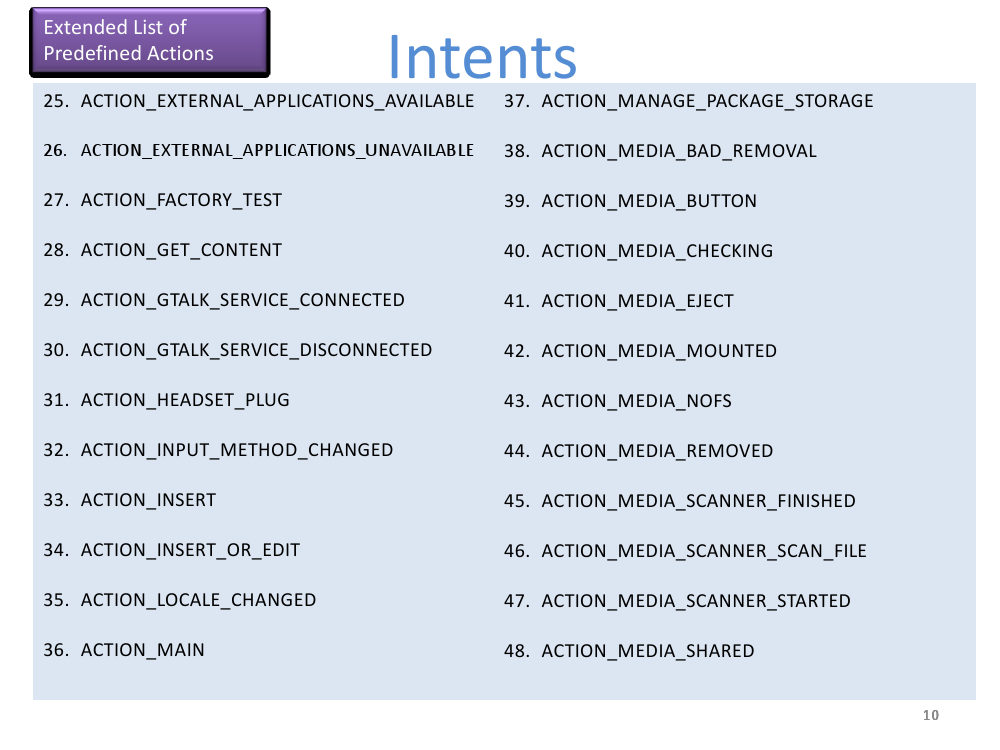 Extended List of
Predefined Actions
Intents
25. ACTION_EXTERNAL_APPLICATIONS_AVAILABLE
26. ACTION_EXTERNAL_APPLICATIONS_UNAVAILABLE
27. ACTION_FACTORY_TEST
28. ACTION_GET_CONTENT
29. ACTION_GTALK_SERVICE_CONNECTED
30. ACTION_GTALK_SERVICE_DISCONNECTED
31. ACTION_HEADSET_PLUG
32. ACTION_INPUT_METHOD_CHANGED
33. ACTION_INSERT
34. ACTION_INSERT_OR_EDIT
35. ACTION_LOCALE_CHANGED
36. ACTION_MAIN
37. ACTION_MANAGE_PACKAGE_STORAGE
38. ACTION_MEDIA_BAD_REMOVAL
39. ACTION_MEDIA_BUTTON
40. ACTION_MEDIA_CHECKING
41. ACTION_MEDIA_EJECT
42. ACTION_MEDIA_MOUNTED
43. ACTION_MEDIA_NOFS
44. ACTION_MEDIA_REMOVED
45. ACTION_MEDIA_SCANNER_FINISHED
46. ACTION_MEDIA_SCANNER_SCAN_FILE
47. ACTION_MEDIA_SCANNER_STARTED
48. ACTION_MEDIA_SHARED
10